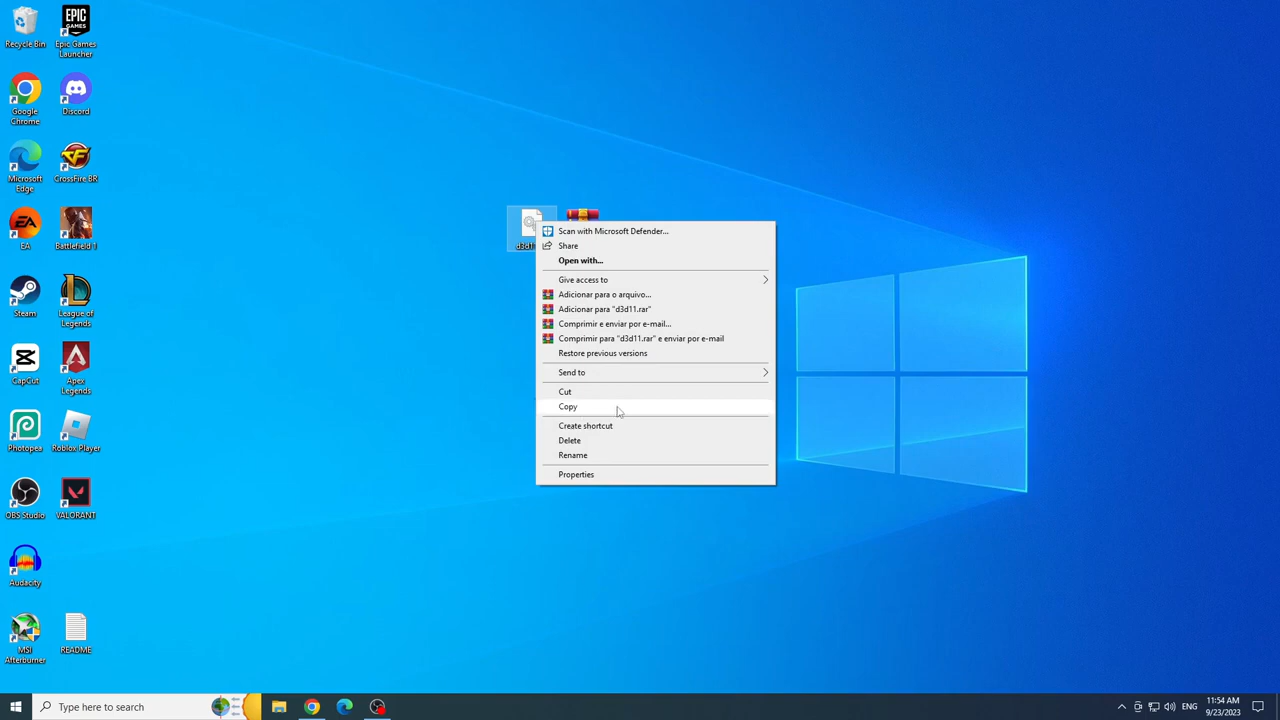 Recycle Bin
EPIC
GAMES
Epic Games
Launcher
Google
Chrome
Discord
Microsoft
Edge
CF
CrossFire BR
EA
EA
Battlefield 1
Steam
League of
Legends
CapCut
Apex
Legends
Photopea
Roblox Player
OBS Studio
VALORANT
Audacity
MSI
Afterburner
README
Scan with Microsoft Defender...
Share
Open with...
Give access to
Adicionar para o arquivo...
Adicionar para "d3d11.rar"
Comprimir e enviar por e-mail...
Comprimir para "d3d11.rar" e enviar por e-mail
Restore previous versions
Send to
Cut
Copy
Create shortcut
Delete
Rename
Properties
Type here to search
ENG
11:54 AM
9/23/2023